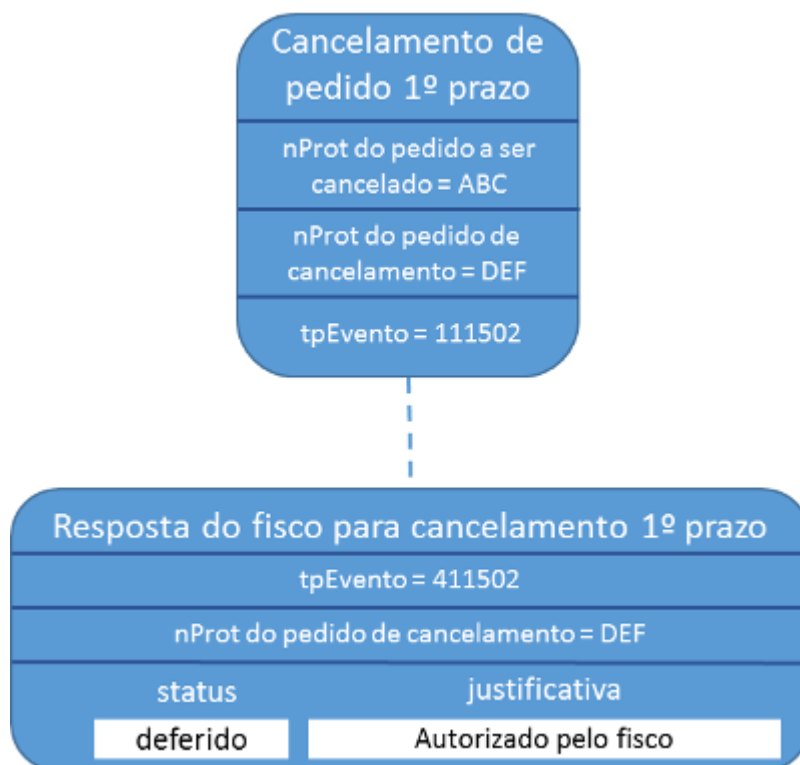 Cancelamento de
pedido 1º prazo
nProt do pedido a ser
cancelado = ABC
nProt do pedido de
cancelamento = DEF
tpEvento = 111502
Resposta do fisco para cancelamento 1º prazo
tpEvento = 411502
nProt do pedido de cancelamento = DEF
status justificativa
deferido Autorizado pelo fisco